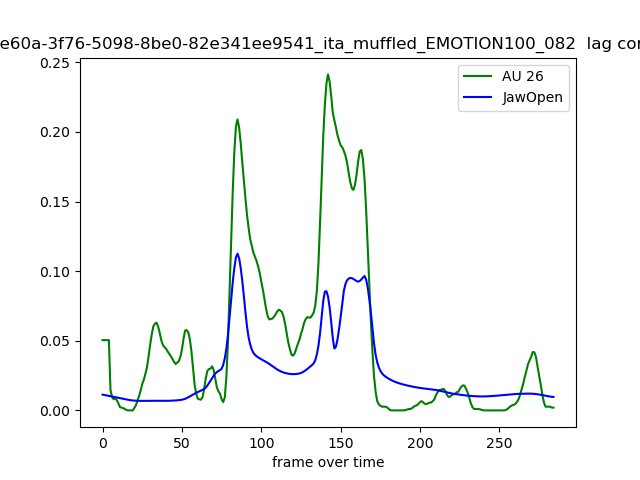 e60a-3f76-5098-8be0-82e341ee9541_ita_muffled_EMOTION100_082 lag cor
0.25
0.20
0.15
0.10
0.05
0.00
AU 26
JawOpen
0 50 100 150 200 250
frame over time